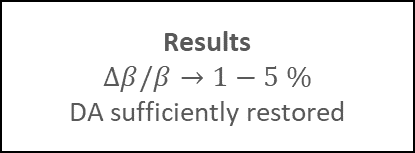 Results
Δβ/β → 1 − 5 %
DA sufficiently restored